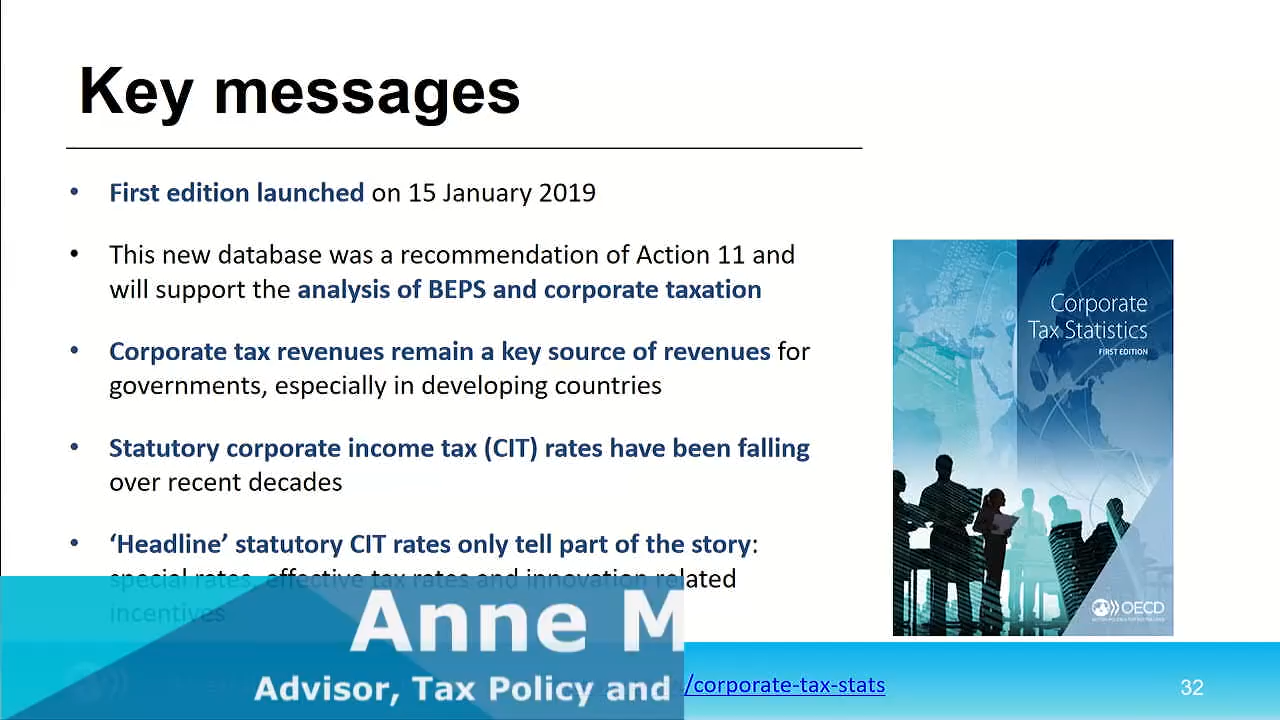 Key messages
• First edition launched on 15 January 2019
• This new database was a recommendation of Action 11 and
will support the analysis of BEPS and corporate taxation
• Corporate tax revenues remain a key source of revenues for
governments, especially in developing countries
• Statutory corporate income tax (CIT) rates have been falling
over recent decades
• ‘Headline’ statutory CIT rates only tell part of the story:
special rates, effective tax rates and innovation related
incentives
Corporate
Tax Statistics
FIRST EDITION
OECD
Anne M
Advisor, Tax Policy and
/corporate-tax-stats
32